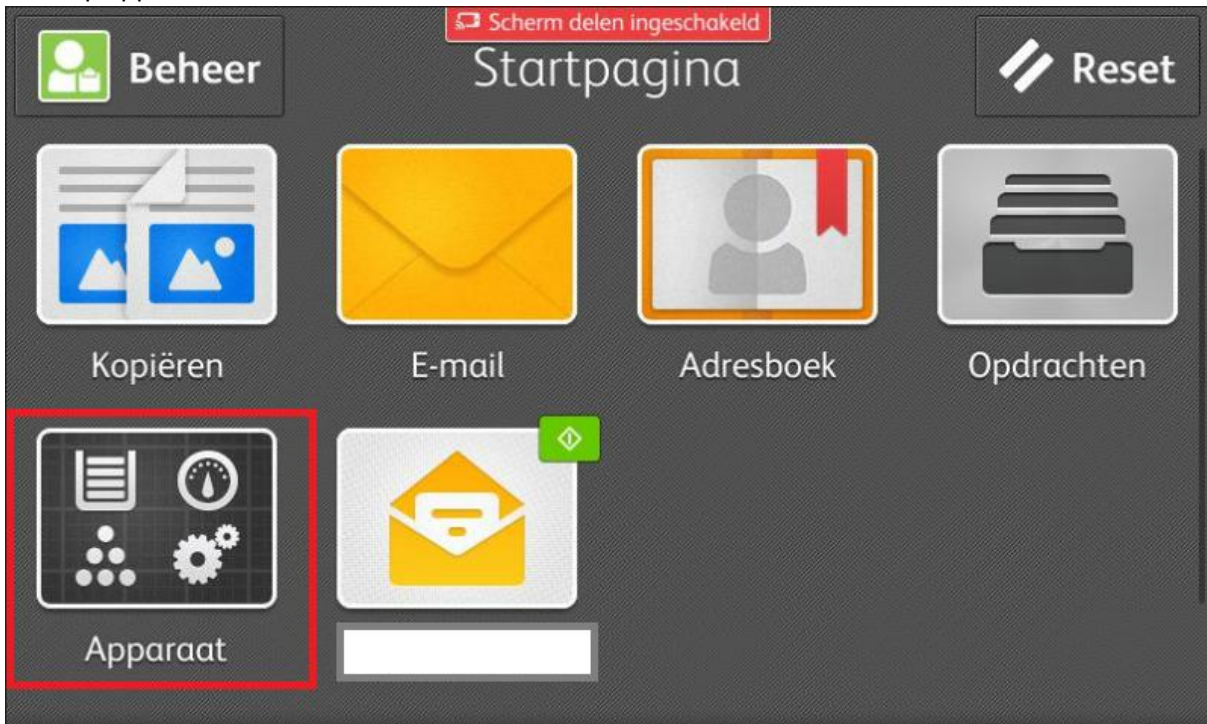 Scherm delen ingeschakeld
Beheer
Startpagina
Reset
Kopiëren
E-mail
Adresboek
Opdrachten
Apparaat